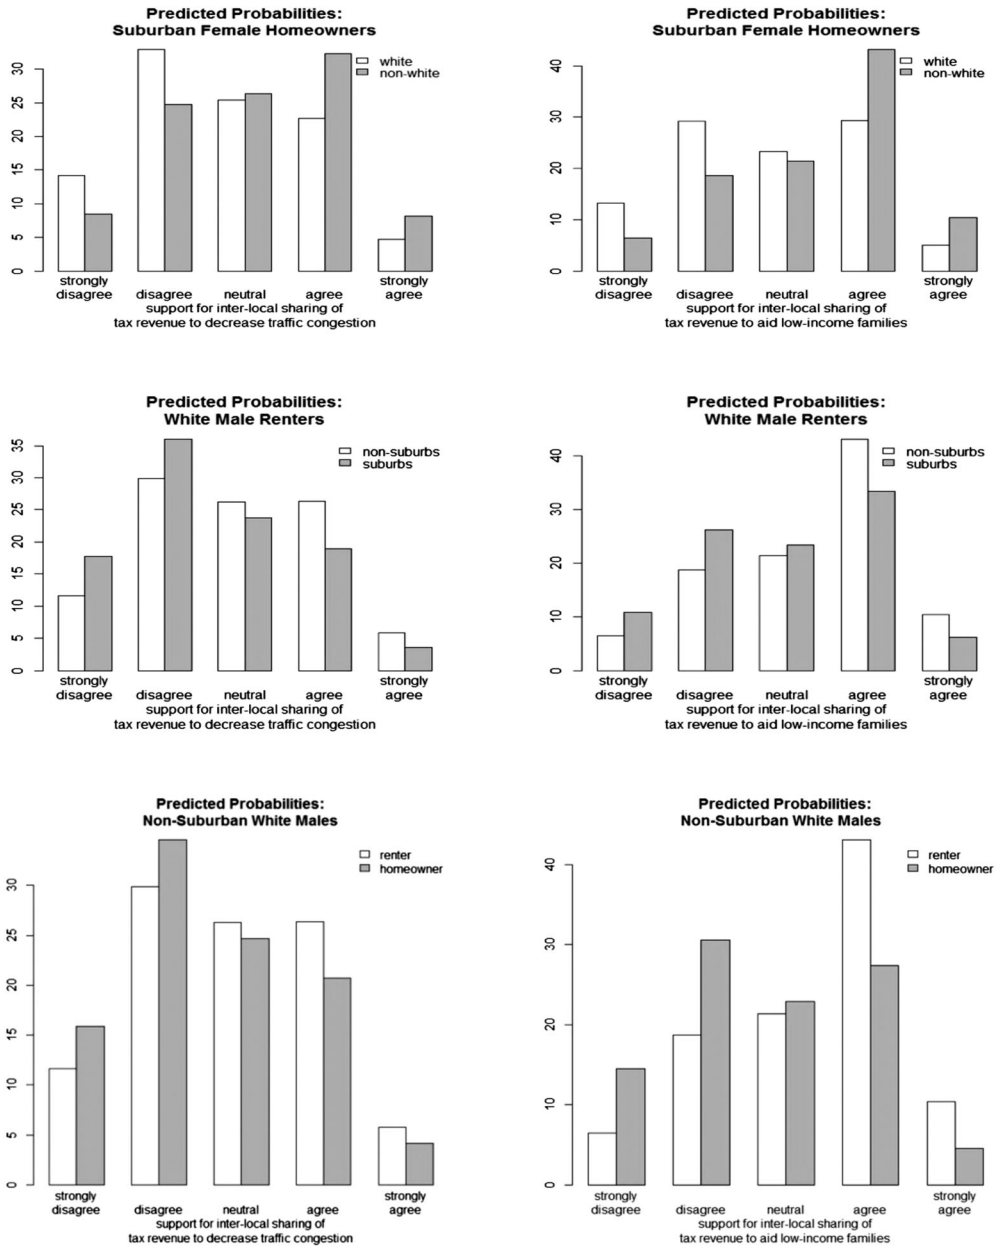 Predicted Probabilities:
Suburban Female Homeowners
white
non-white
30
25
20
15
10
5
0
strongly
disagree
disagree
neutral
agree
strongly
agree
support for inter-local sharing of
tax revenue to decrease traffic congestion
Predicted Probabilities:
Suburban Female Homeowners
white
non-white
40
30
20
10
0
strongly
disagree
disagree
neutral
agree
strongly
agree
support for inter-local sharing of
tax revenue to aid low-income families
Predicted Probabilities:
White Male Renters
non-suburbs
suburbs
35
30
25
20
15
10
5
0
strongly
disagree
disagree
neutral
agree
strongly
agree
support for inter-local sharing of
tax revenue to decrease traffic congestion
Predicted Probabilities:
White Male Renters
non-suburbs
suburbs
40
30
20
10
0
strongly
disagree
disagree
neutral
agree
strongly
agree
support for inter-local sharing of
tax revenue to aid low-income families
Predicted Probabilities:
Non-Suburban White Males
renter
homeowner
30
25
20
15
10
5
0
strongly
disagree
disagree
neutral
agree
strongly
agree
support for inter-local sharing of
tax revenue to decrease traffic congestion
Predicted Probabilities:
Non-Suburban White Males
renter
homeowner
40
30
20
10
0
strongly
disagree
disagree
neutral
agree
strongly
agree
support for inter-local sharing of
tax revenue to aid low-income families